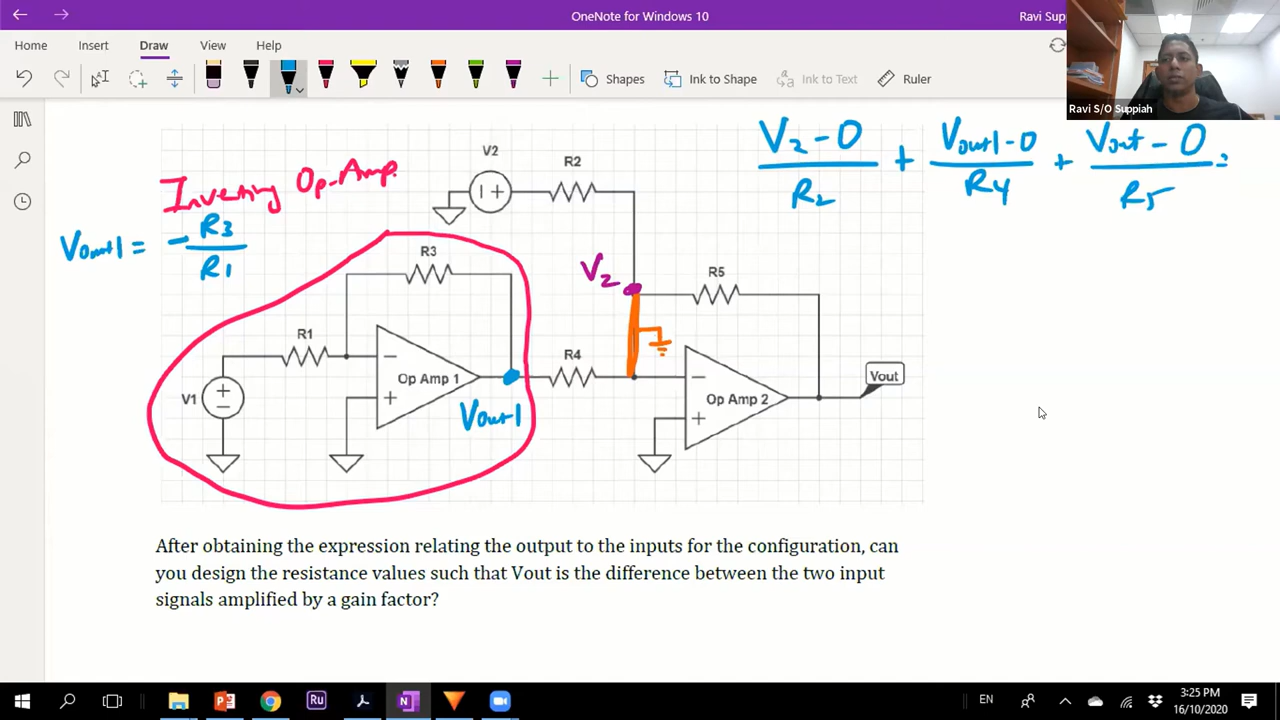 OneNote for Windows 10
Ravi Sup
Home Insert Draw View Help
Shapes Ink to Shape Ink to Text Ruler
Ravi S/O Suppiah
Inverting Op-Amp.
Vout1 = - R3 / R1
V2 - 0 / R2 + Vout1 - 0 / R4 + Vout - 0 / R5 =
V2
R2
R3
V2
R5
R1
R4
V1
Op Amp 1
Vout1
Op Amp 2
Vout
After obtaining the expression relating the output to the inputs for the configuration, can
you design the resistance values such that Vout is the difference between the two input
signals amplified by a gain factor?
Ru
N
EN
3:25 PM
16/10/2020